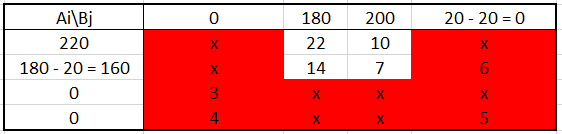 Ai\Bj 0 180 200 20 - 20 = 0
220 x 22 10 x
180 - 20 = 160 x 14 7 6
0 3 x x x
0 4 x x 5